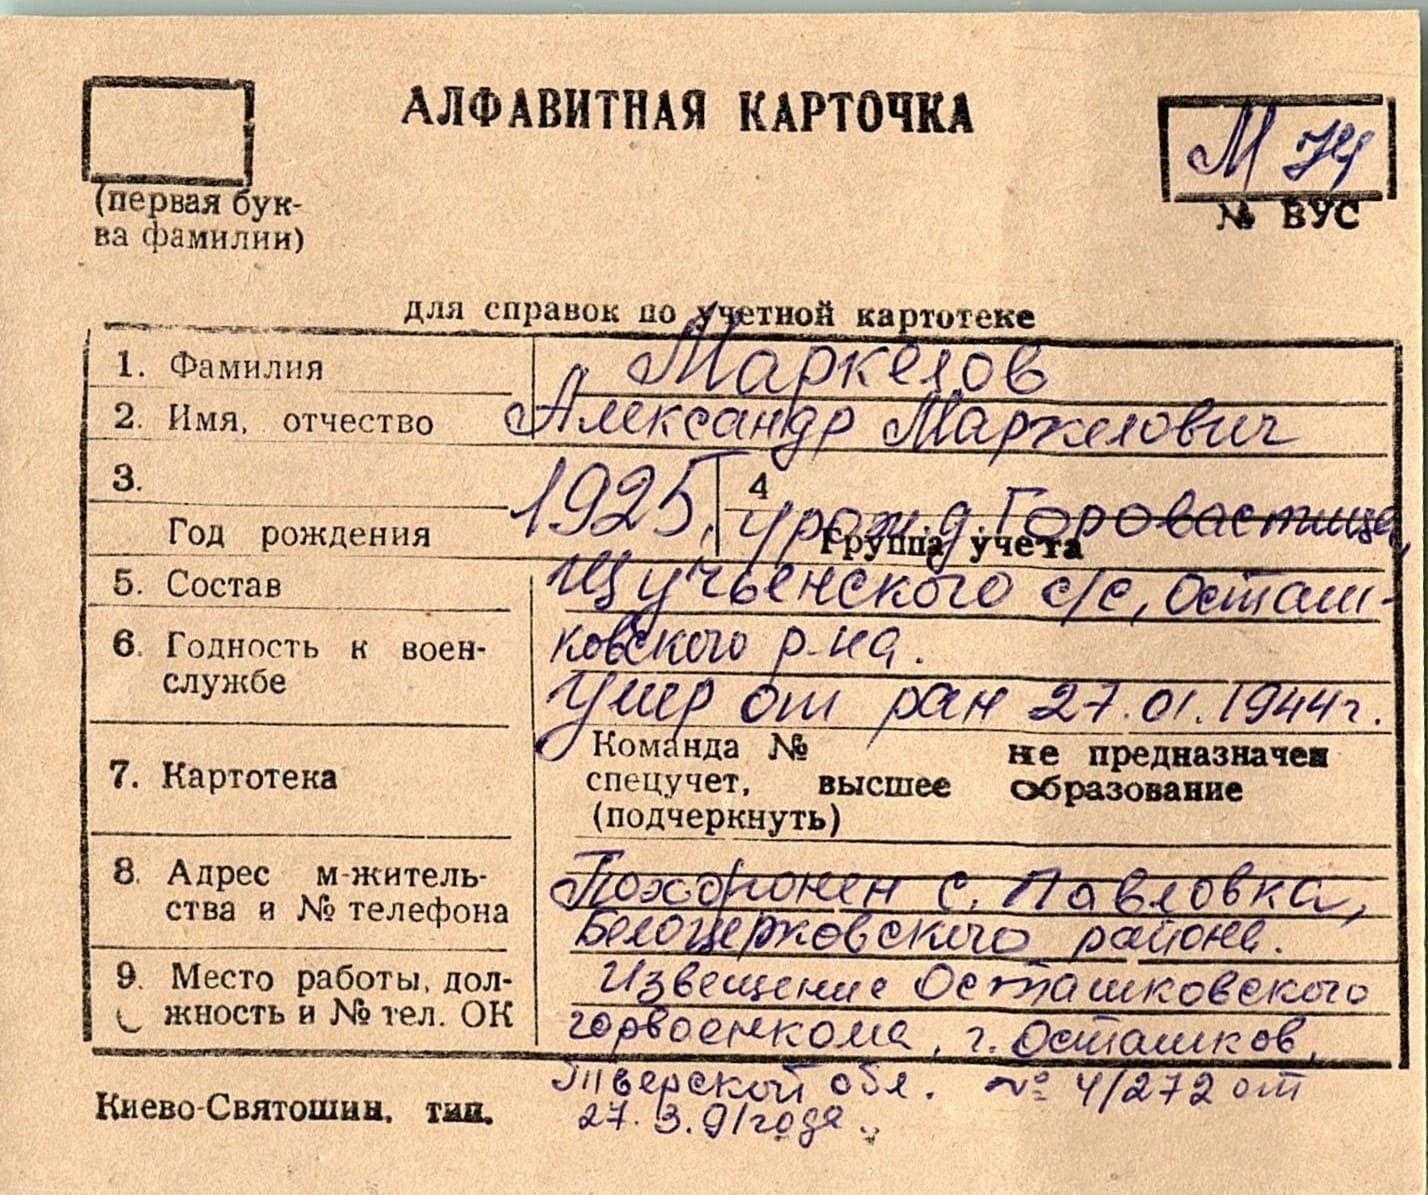 АЛФАВИТНАЯ КАРТОЧКА
М 74
(первая бук-
ва фамилии)
№ ВУС
для справок по учетной картотеке
1. Фамилия Маркелов
2. Имя, отчество Александр Маркелович
3. 1925, 4 урож. д. Горовастица,
Год рождения Группа учета
5. Состав Щучьенского с/с, Осташ-
6. Годность к воен- ковского р-на.
службе Умер от ран 27.01.1944г.
7. Картотека
Команда № не предназначен
спецучет, высшее образование
(подчеркнуть)
8. Адрес м-житель- Похоронен с. Павловка,
ства и № телефона Белоцерковского района.
9. Место работы, дол- Извещение Осташковского
жность и № тел. ОК горвоенкома, г. Осташков,
Тверской обл. № 4/272 от
Киево-Святошин. тип. 27.3.91года.